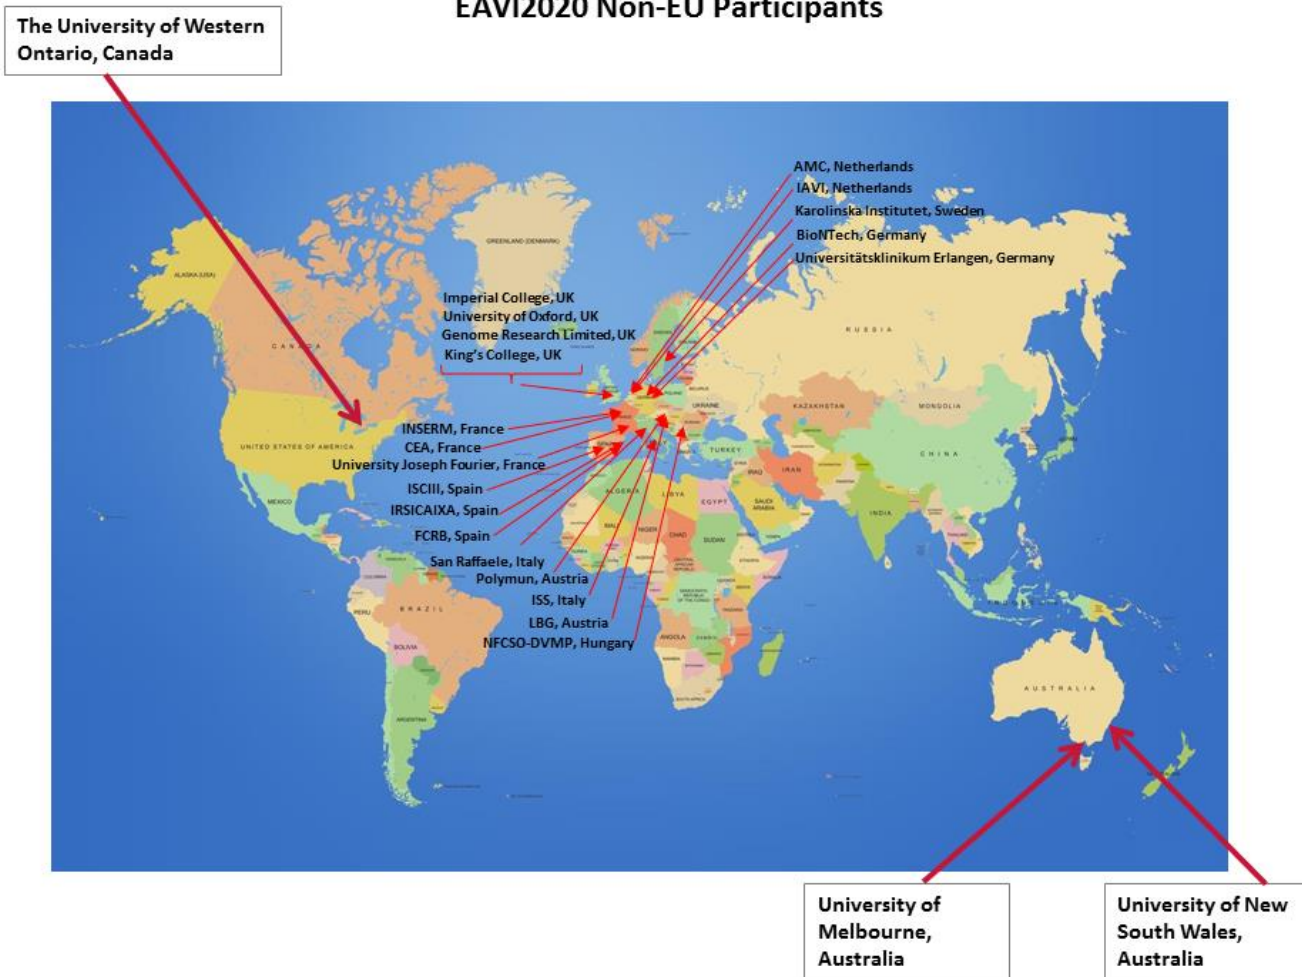 EAVI2020 Non-EU Participants
The University of Western
Ontario, Canada
AMC, Netherlands
IAVI, Netherlands
Karolinska Institutet, Sweden
BioNTech, Germany
Universitätsklinikum Erlangen, Germany
GREENLAND (DENMARK)
ALASKA (USA)
Imperial College, UK
University of Oxford, UK
Genome Research Limited, UK
King's College, UK
RUSSIA
CANADA
UKRAINE
KAZAKHSTAN
MONGOLIA
INSERM, France
CEA, France
University Joseph Fourier, France
ISCIII, Spain
IRSICAIXA, Spain
FCRB, Spain
San Raffaele, Italy
Polymun, Austria
ISS, Italy
LBG, Austria
NFCSO-DVMP, Hungary
UNITED STATES OF AMERICA
MEXICO
TURKEY
CHINA
IRAQ
IRAN
ALGERIA
LIBYA
EGYPT
SAUDI
ARABIA
INDIA
MALI
NIGER
CHAD
SUDAN
BRAZIL
PERU
BOLIVIA
ARGENTINA
ANGOLA
AUSTRALIA
University of
Melbourne,
Australia
University of New
South Wales,
Australia